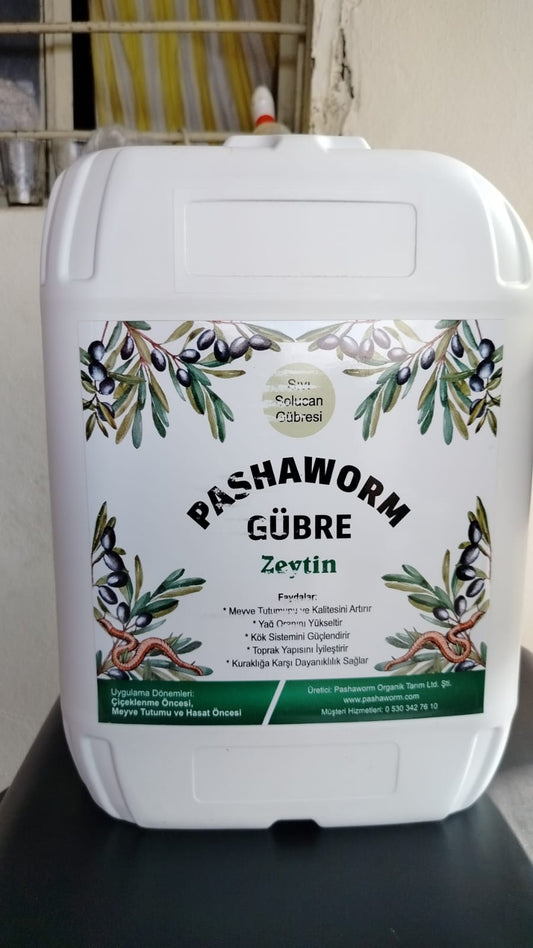 Sıvı
Solucan
Gübresi
PASHAWORM
GÜBRE
Zeytin
Faydalar:
* Meyve Tutumunu ve Kalitesini Artırır
* Yağ Oranını Yükseltir
* Kök Sistemini Güçlendirir
* Toprak Yapısını İyileştirir
* Kuraklığa Karşı Dayanıklılık Sağlar
Uygulama Dönemleri:
Çiçeklenme Öncesi,
Meyve Tutumu ve Hasat Öncesi
Üretici: Pashaworm Organik Tarım Ltd. Şti.
www.pashaworm.com
Müşteri Hizmetleri: 0 530 342 76 10